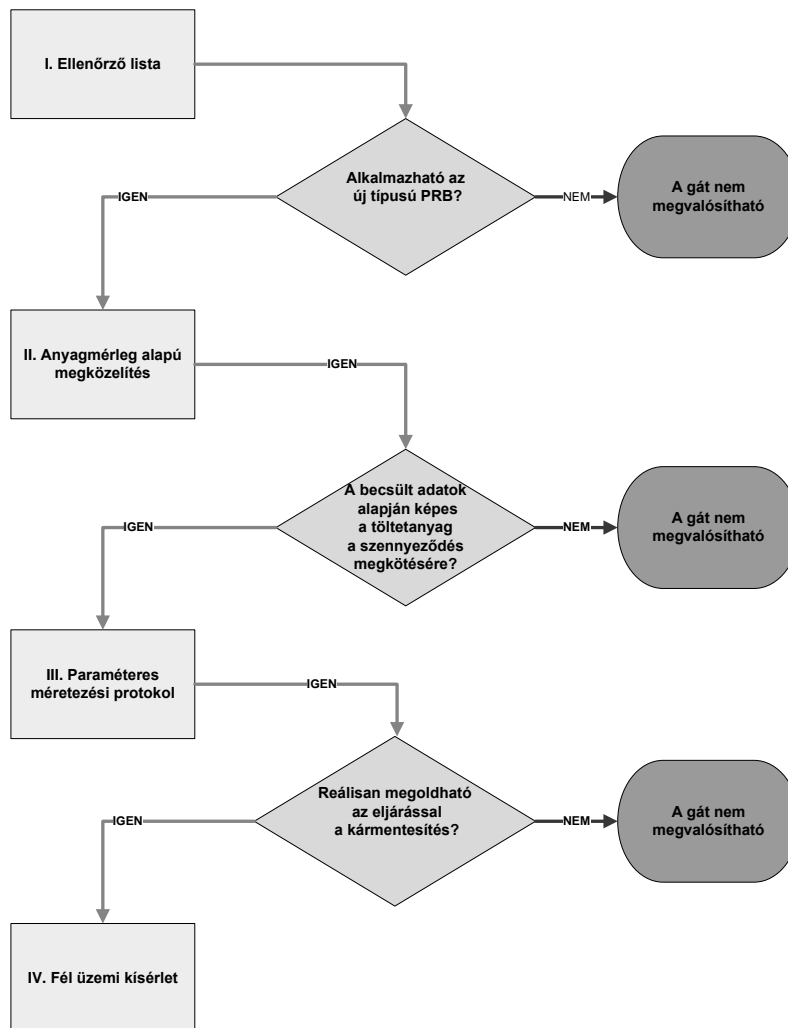 I. Ellenőrző lista
Alkalmazható az
új típusú PRB?
IGEN
NEM
A gát nem
megvalósítható
II. Anyagmérleg alapú
megközelítés
IGEN
A becsült adatok
alapján képes
a töltetanyag
a szennyeződés
megkötésére?
IGEN
NEM
A gát nem
megvalósítható
III. Paraméteres
méretezési protokol
IGEN
Reálisan megoldható
az eljárással
a kármentesítés?
IGEN
NEM
A gát nem
megvalósítható
IV. Fél üzemi kísérlet